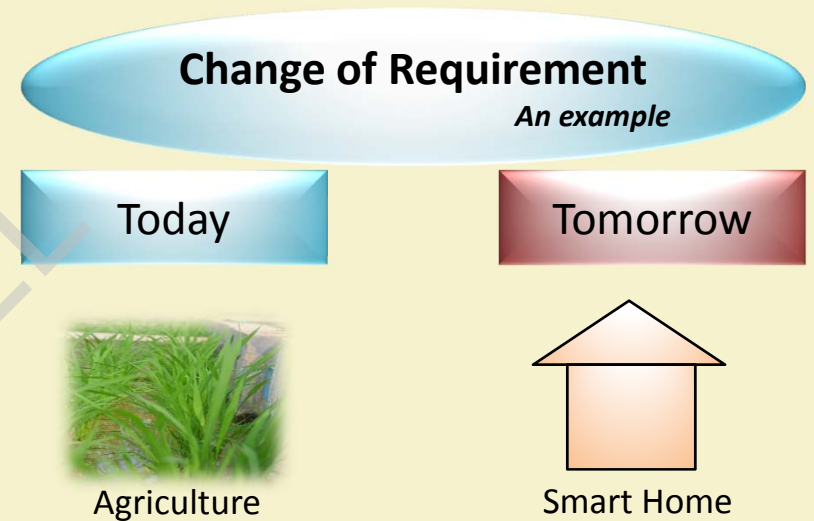 Change of Requirement
An example
Today
Tomorrow
Agriculture
Smart Home